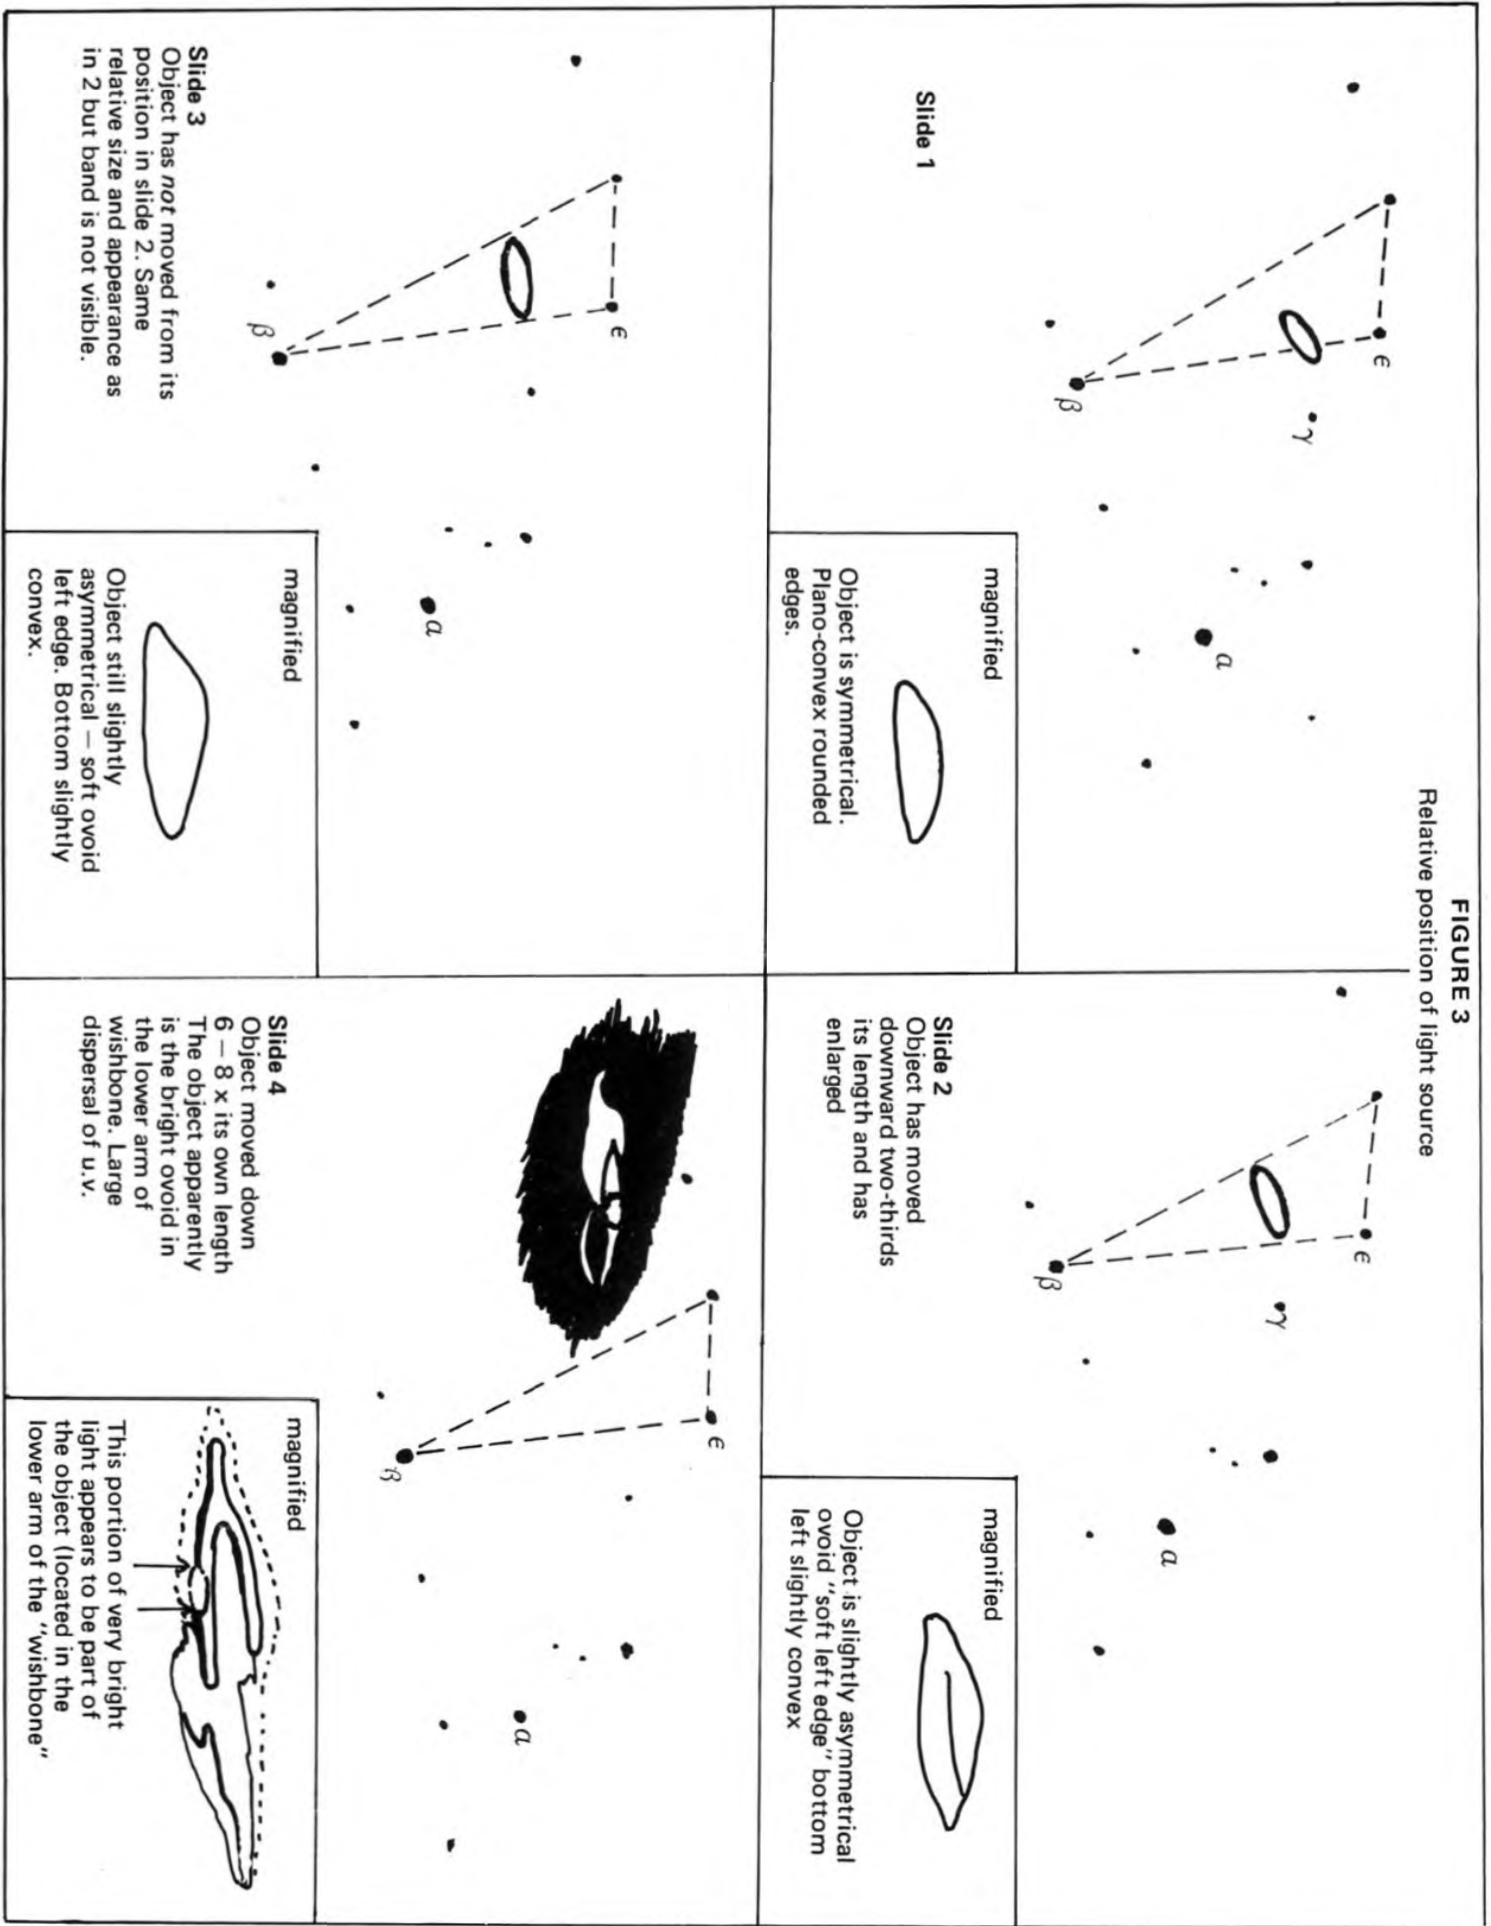 FIGURE 3
Relative position of light source
ϵ
γ
β
α
Slide 1
magnified
Object is symmetrical.
Plano-convex rounded
edges.
ϵ
γ
β
α
Slide 2
Object has moved
downward two-thirds
its length and has
enlarged
magnified
Object is slightly asymmetrical
ovoid "soft left edge" bottom
left slightly convex
ϵ
β
α
Slide 3
Object has not moved from its
position in slide 2. Same
relative size and appearance as
in 2 but band is not visible.
magnified
Object still slightly
asymmetrical — soft ovoid
left edge. Bottom slightly
convex.
ϵ
β
α
Slide 4
Object moved down
6 — 8 x its own length
The object apparently
is the bright ovoid in
the lower arm of
wishbone. Large
dispersal of u.v.
magnified
This portion of very bright
light appears to be part of
the object (located in the
lower arm of the "wishbone"